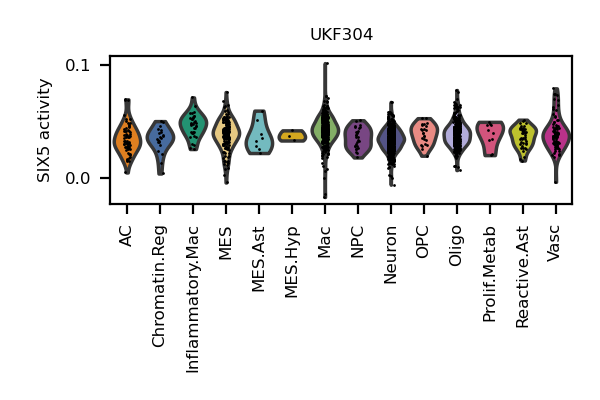 UKF304
SIX5 activity
0.1
0.0
AC
Chromatin.Reg
Inflammatory.Mac
MES
MES.Ast
MES.Hyp
Mac
NPC
Neuron
OPC
Oligo
Prolif.Metab
Reactive.Ast
Vasc